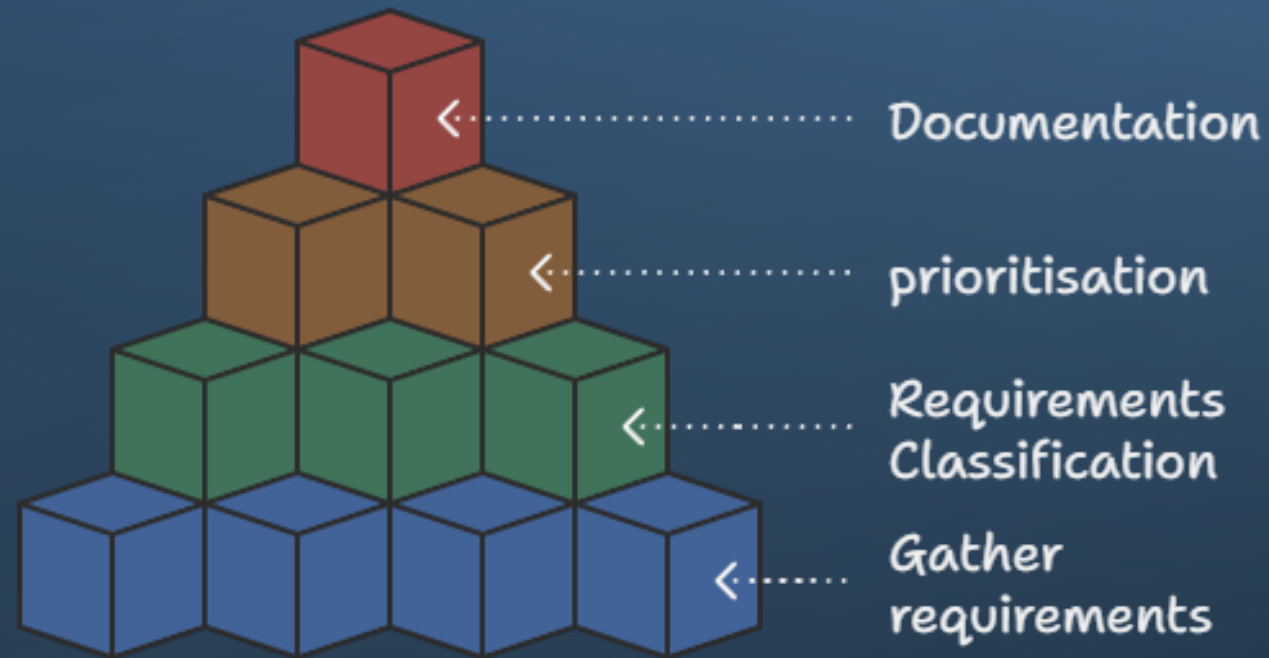 Documentation
prioritisation
Requirements
Classification
Gather
requirements